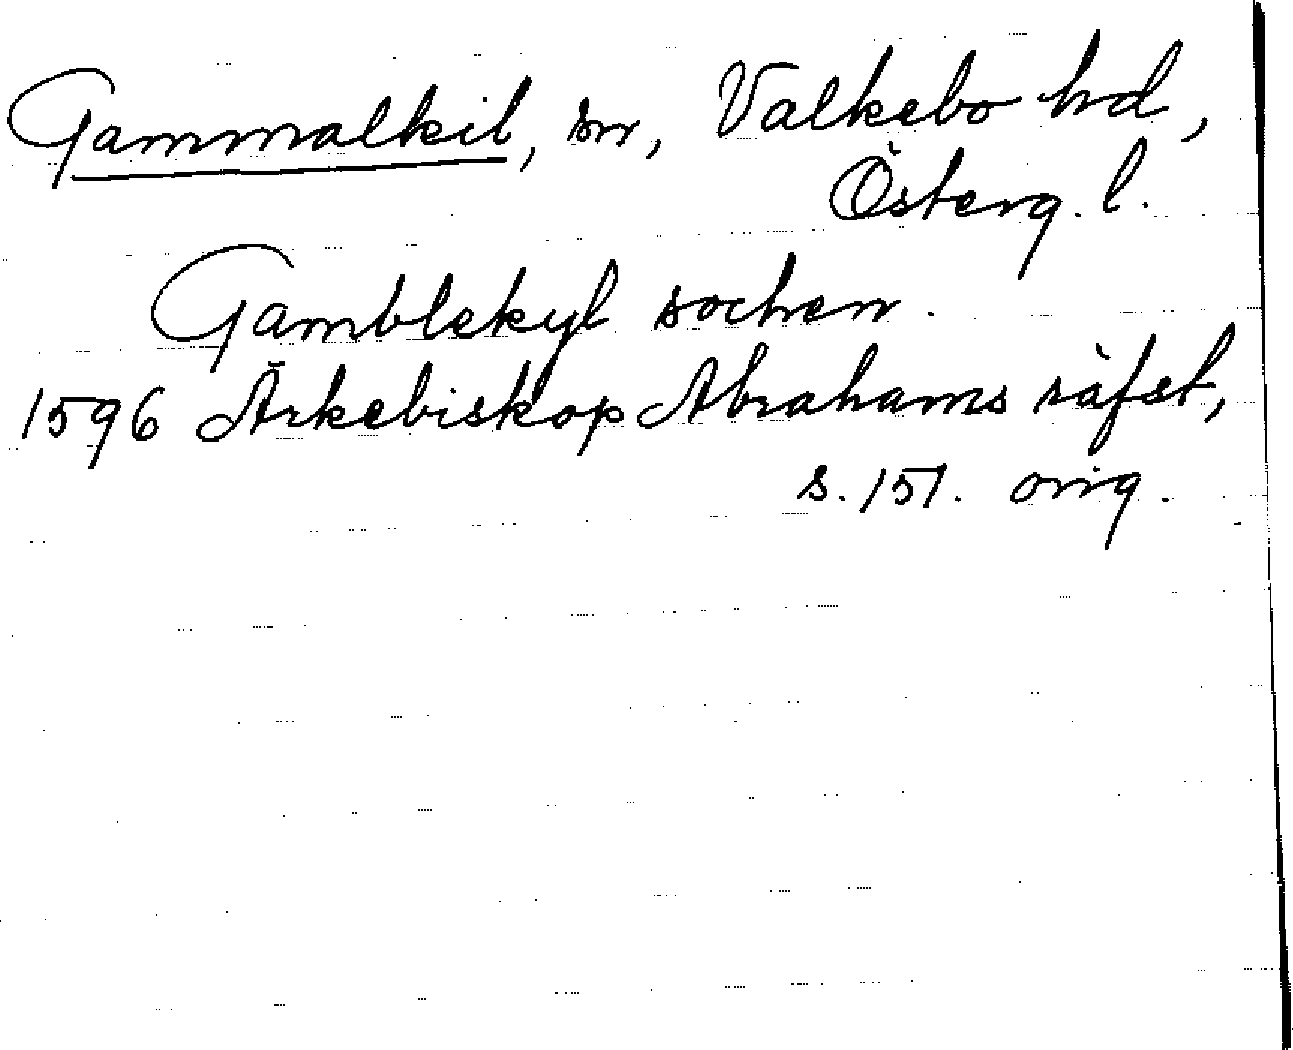 Gammalkil, sn, Valkebo hd,
Österg. l.
Gamblekyl sochen.
1596 Ärkebiskop Abrahams räfst,
s. 151. orig.